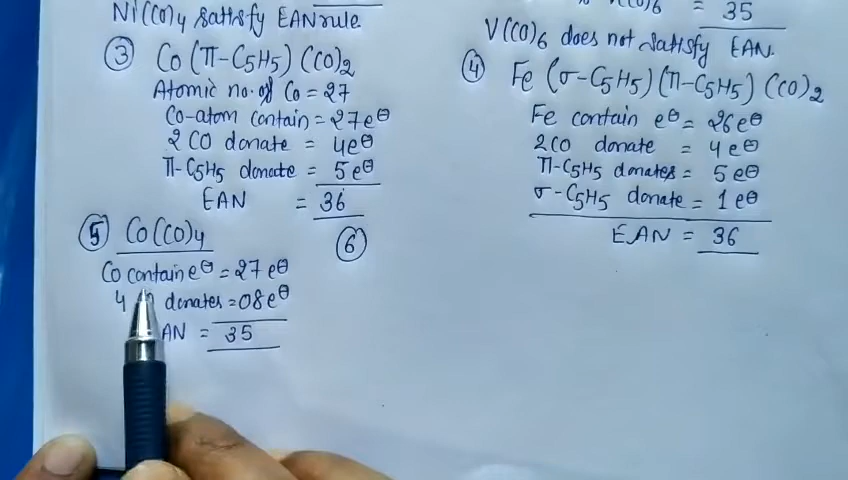 Ni(CO)4 satisfy EAN rule
③ Co(π-C5H5)(CO)2
Atomic no. of Co = 27
Co-atom contain = 27e⊖
2 CO donate = 4e⊖
π-C5H5 donate = 5e⊖
EAN = 36
⑤ Co(CO)4
Co contain e⊖ = 27 e⊖
4 donates = 08e⊖
AN = 35
⑥
= 35
V(CO)6 does not satisfy EAN.
④ Fe(σ-C5H5)(π-C5H5)(CO)2
Fe contain e⊖ = 26e⊖
2CO donate = 4e⊖
π-C5H5 donates = 5e⊖
σ-C5H5 donate = 1e⊖
EAN = 36